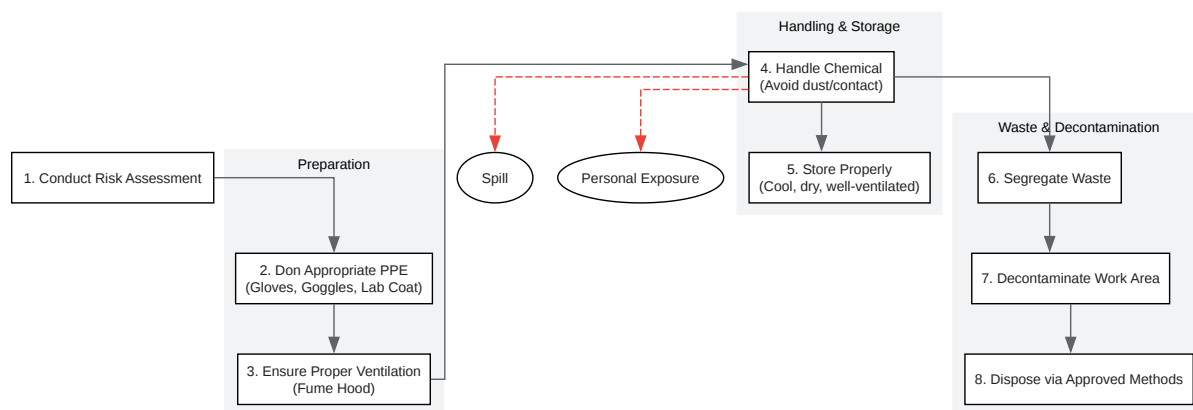 Handling & Storage
4. Handle Chemical
(Avoid dust/contact)
Waste & Decontamination
Preparation
1. Conduct Risk Assessment
Spill
Personal Exposure
5. Store Properly
(Cool, dry, well-ventilated)
6. Segregate Waste
2. Don Appropriate PPE
(Gloves, Goggles, Lab Coat)
7. Decontaminate Work Area
3. Ensure Proper Ventilation
(Fume Hood)
8. Dispose via Approved Methods